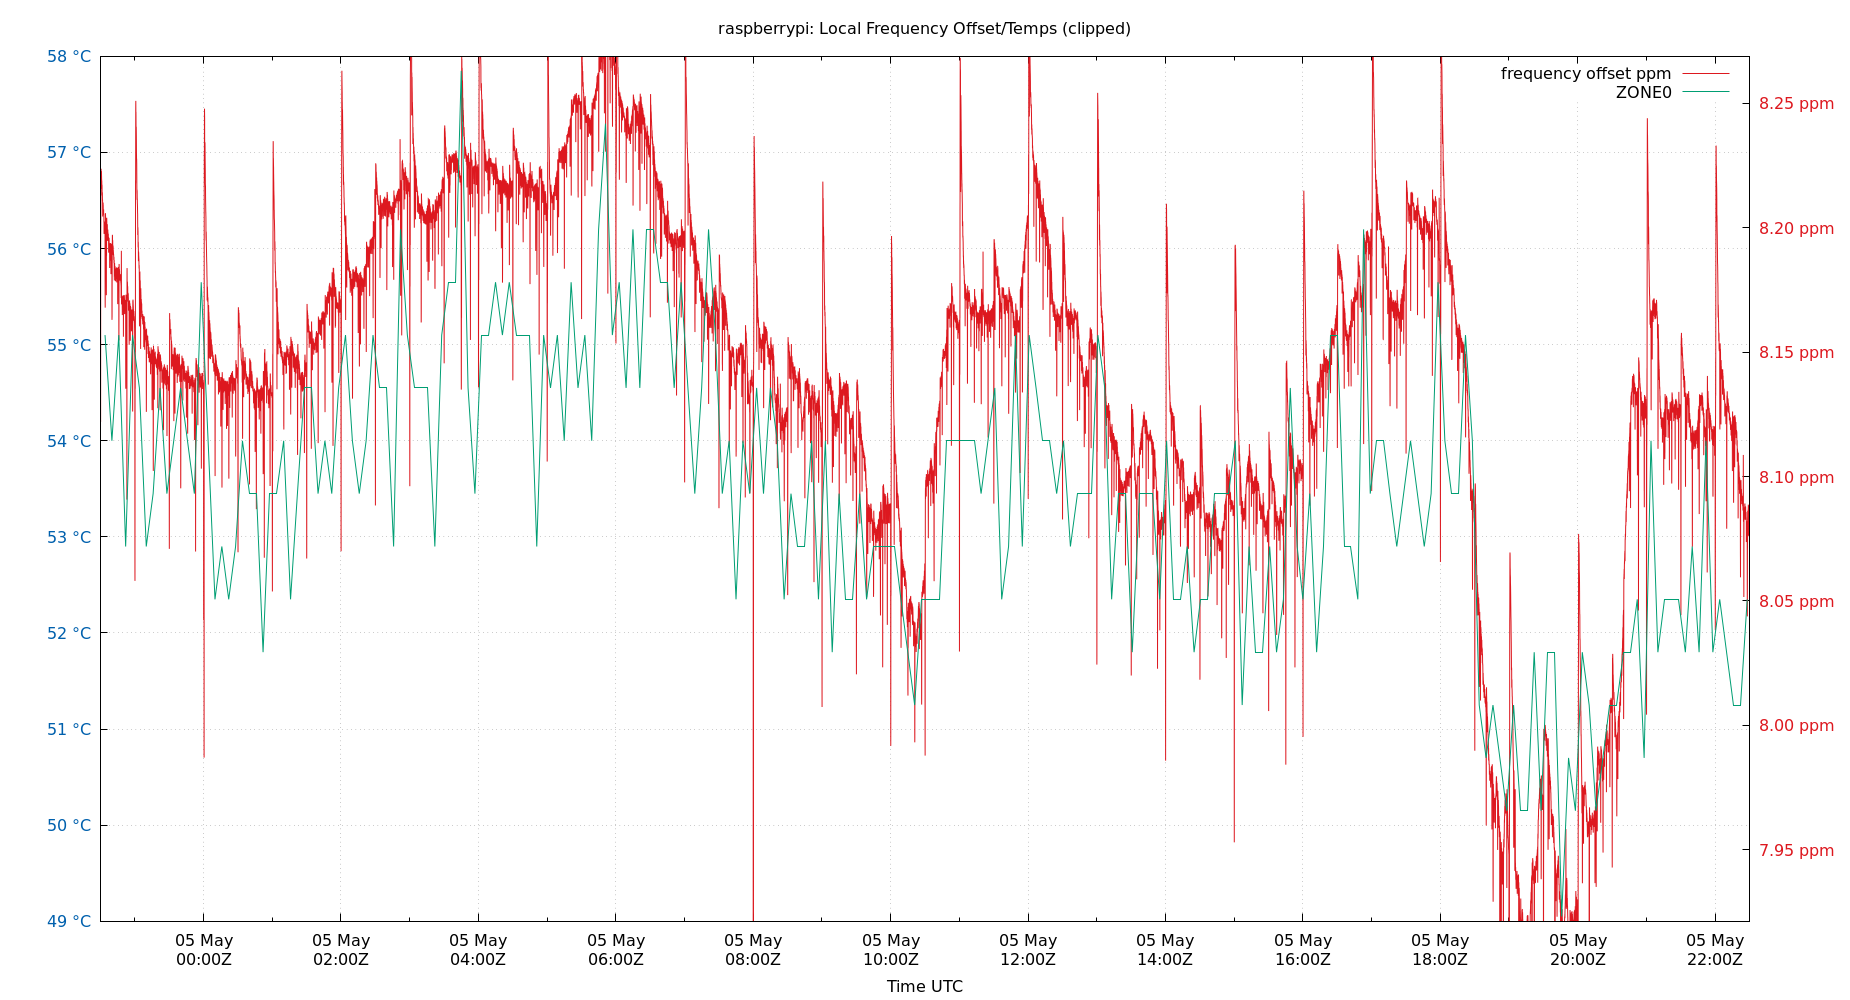 raspberrypi: Local Frequency Offset/Temps (clipped)
58 °C
57 °C
56 °C
55 °C
54 °C
53 °C
52 °C
51 °C
50 °C
49 °C
frequency offset ppm
ZONE0
8.25 ppm
8.20 ppm
8.15 ppm
8.10 ppm
8.05 ppm
8.00 ppm
7.95 ppm
05 May 05 May 05 May 05 May 05 May 05 May 05 May 05 May 05 May 05 May 05 May 05 May
00:00Z 02:00Z 04:00Z 06:00Z 08:00Z 10:00Z 12:00Z 14:00Z 16:00Z 18:00Z 20:00Z 22:00Z
Time UTC